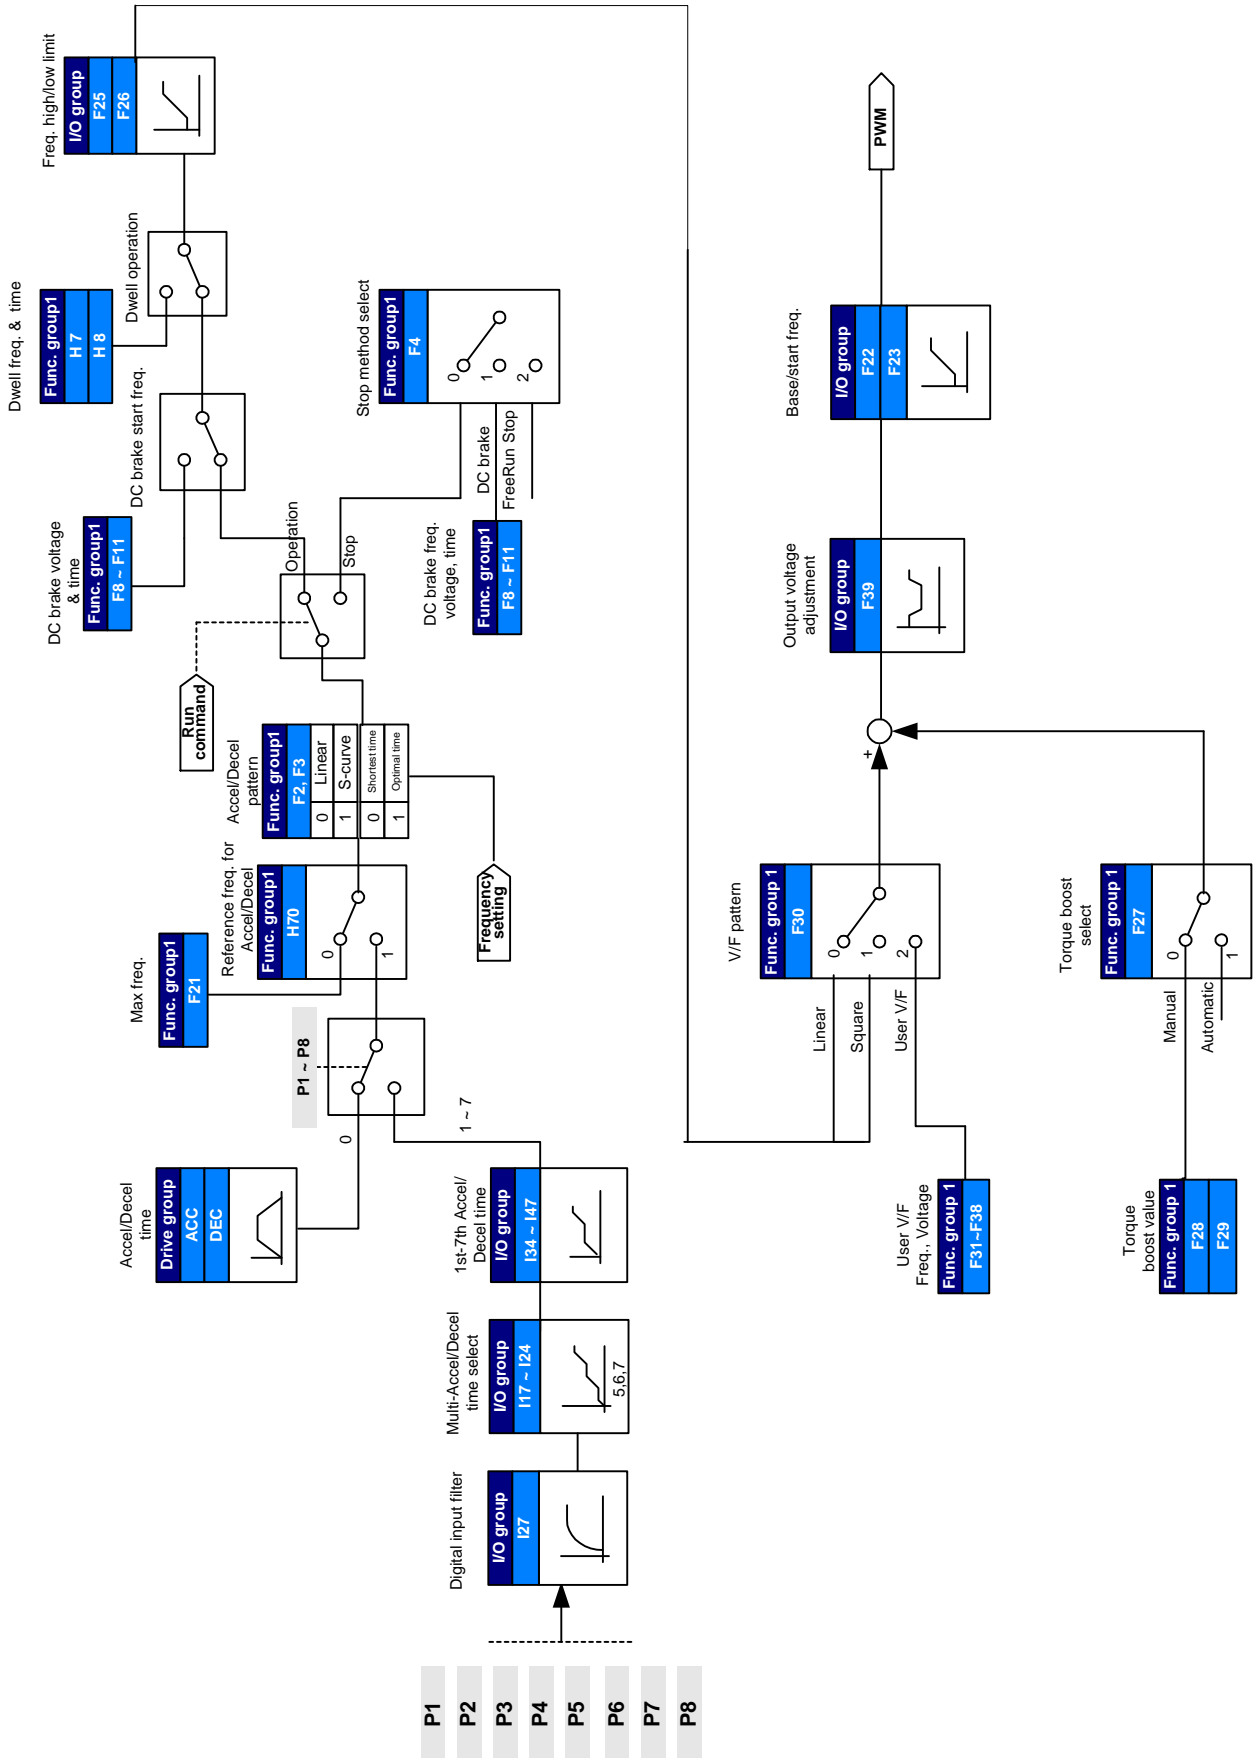 P1
P2
P3
P4
P5
P6
P7
P8
Digital input filter
I/O group
I27
Multi-Accel/Decel
time select
I/O group
I17 ~ I24
5,6,7
1st-7th Accel/
Decel time
I/O group
I34 ~ I47
Accel/Decel
time
Drive group
ACC
DEC
0
1 ~ 7
P1 ~ P8
Max freq.
Func. group1
F21
Reference freq. for
Accel/Decel
Func. group1
H70
0
1
Frequency
setting
Accel/Decel
pattern
Func. group1
F2, F3
0 Linear
1 S-curve
0 Shortest time
1 Optimal time
Run
command
Operation
Stop
DC brake voltage
& time
Func. group1
F8 ~ F11
DC brake start freq.
DC brake freq.
voltage, time
Func. group1
F8 ~ F11
DC brake
FreeRun Stop
Stop method select
Func. group1
F4
0
1
2
Dwell freq. & time
Func. group1
H 7
H 8
Dwell operation
Freq. high/low limit
I/O group
F25
F26
User V/F
Freq., Voltage
Func. group 1
F31~F38
Linear
Square
User V/F
V/F pattern
Func. group 1
F30
0
1
2
Torque
boost value
Func. group 1
F28
F29
Manual
Automatic
Torque boost
select
Func. group 1
F27
0
1
+
Output voltage
adjustment
I/O group
F39
Base/start freq.
I/O group
F22
F23
PWM